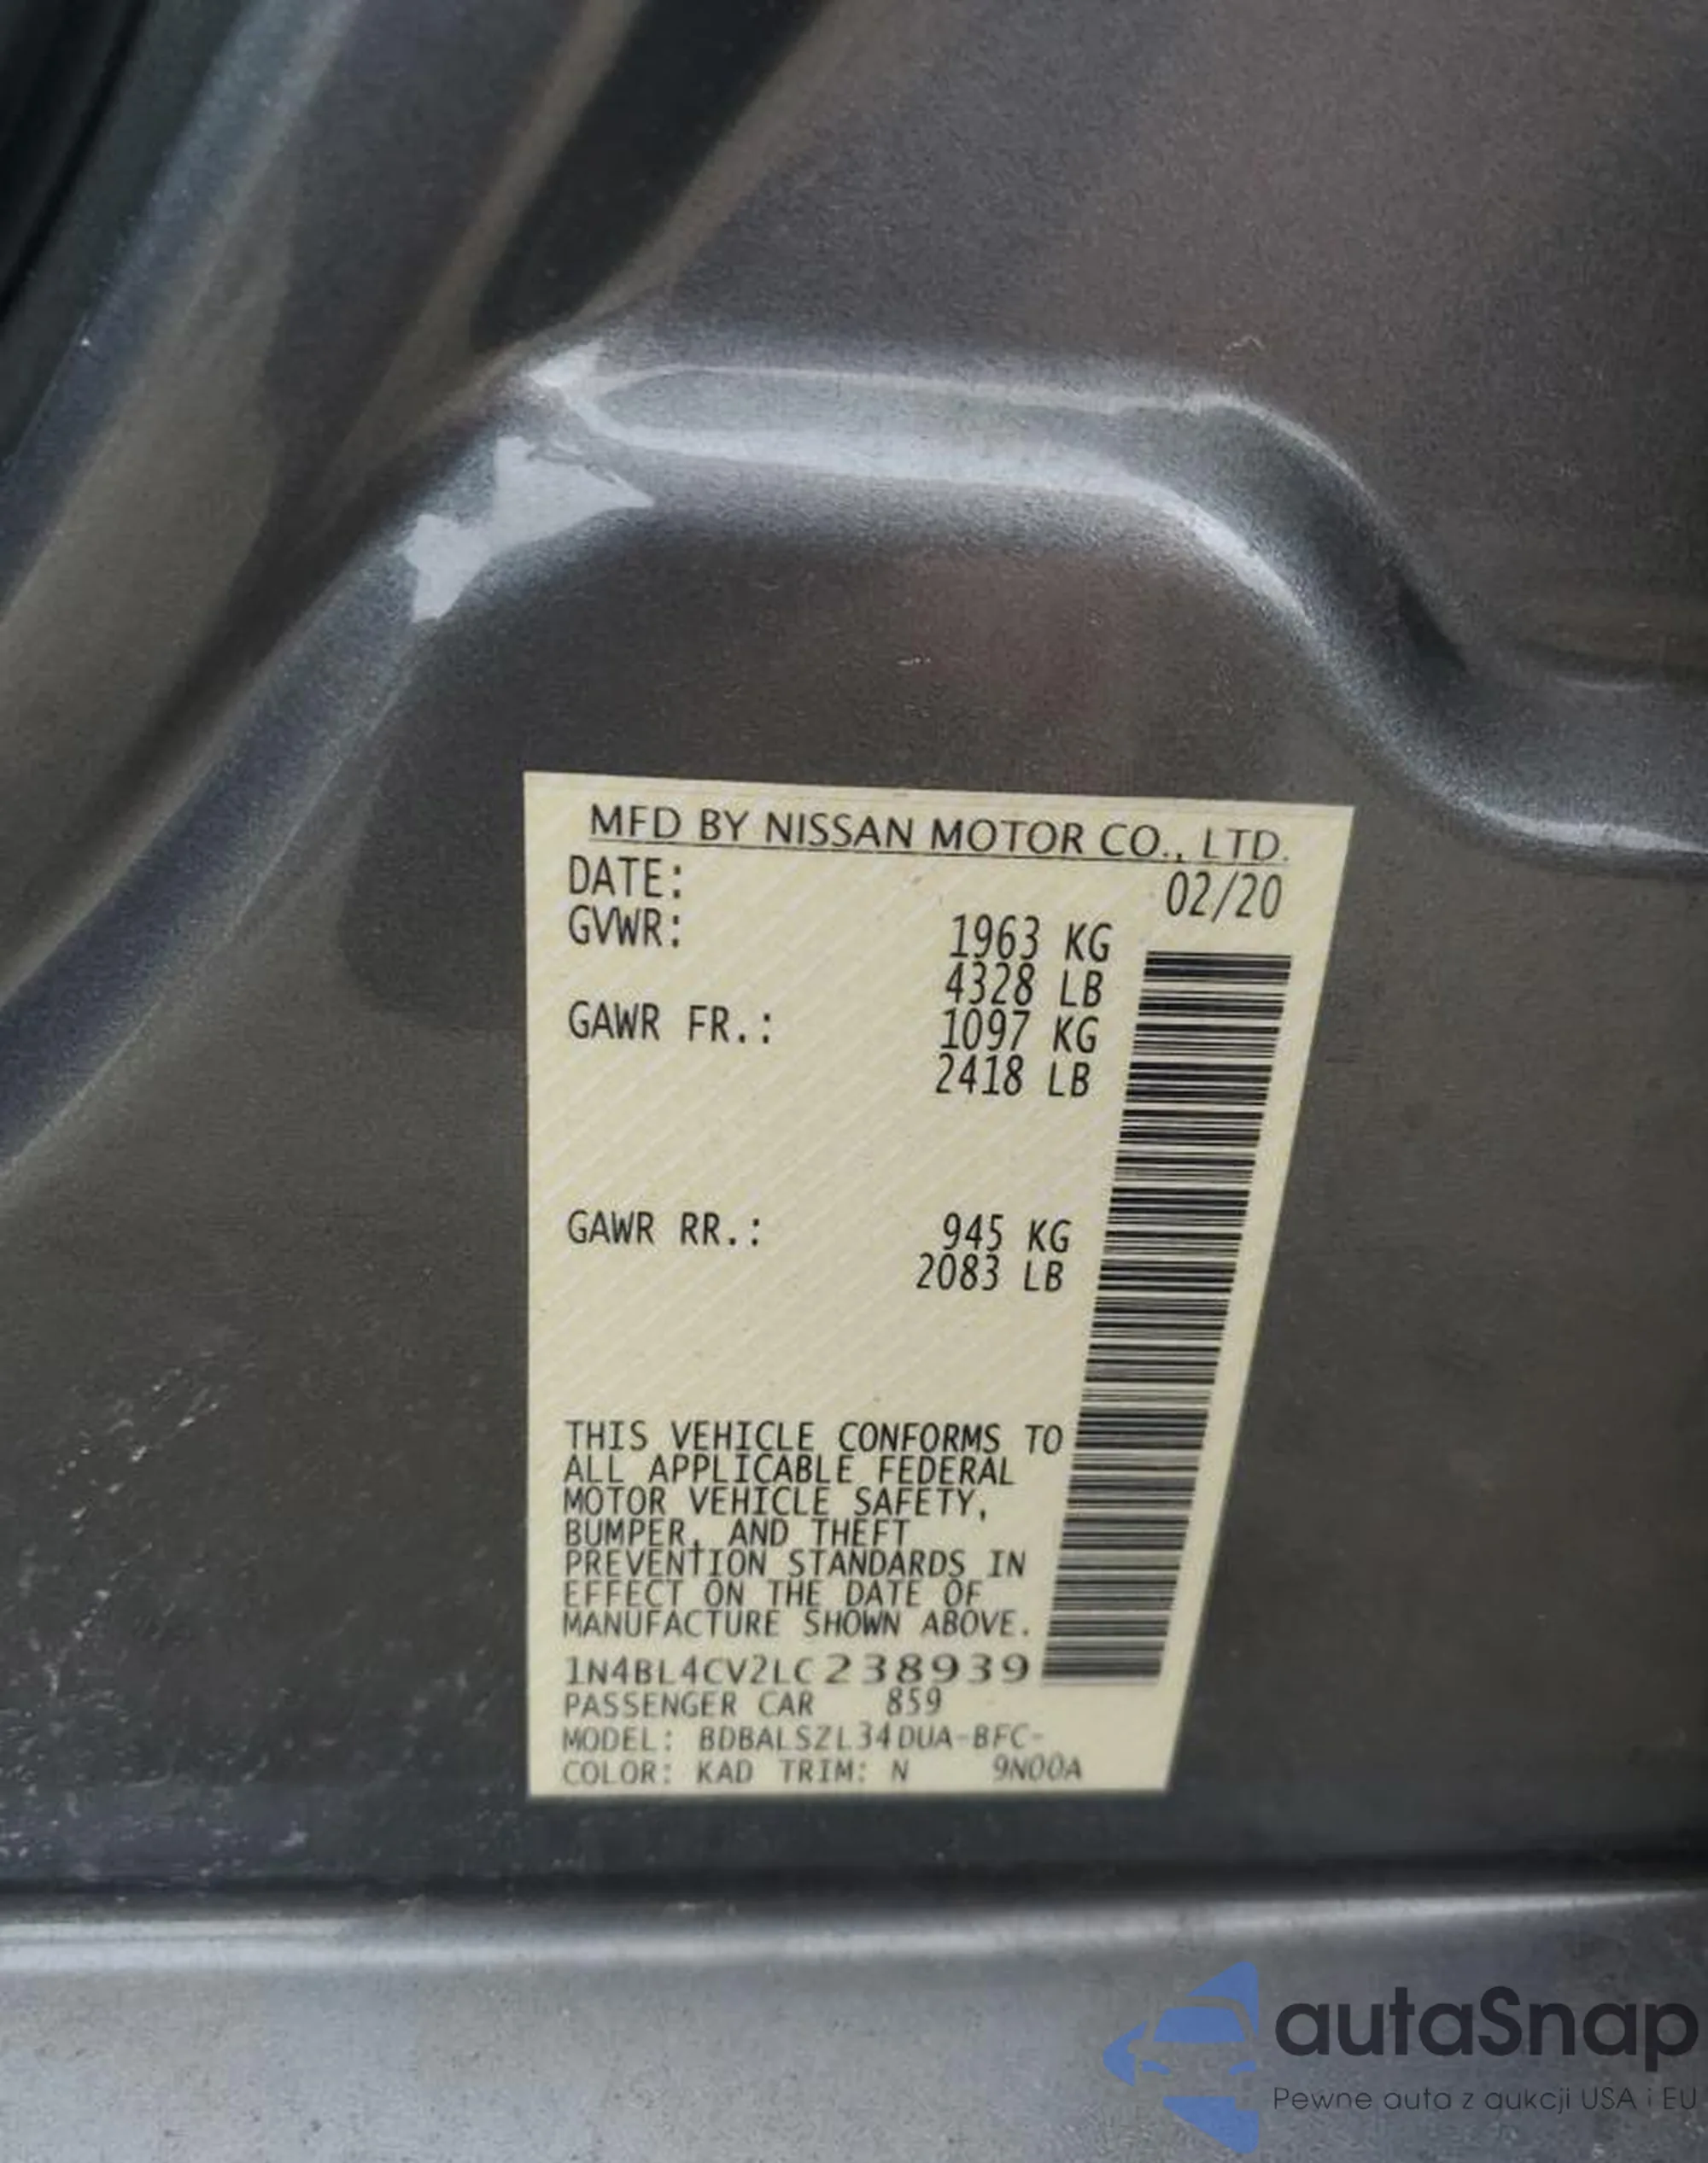 MFD BY NISSAN MOTOR CO., LTD.
DATE: 02/20
GVWR: 1963 KG
4328 LB
GAWR FR.: 1097 KG
2418 LB
GAWR RR.: 945 KG
2083 LB
THIS VEHICLE CONFORMS TO
ALL APPLICABLE FEDERAL
MOTOR VEHICLE SAFETY,
BUMPER, AND THEFT
PREVENTION STANDARDS IN
EFFECT ON THE DATE OF
MANUFACTURE SHOWN ABOVE.
1N4BL4CV2LC238939
PASSENGER CAR 859
MODEL: BDBALSZL34DUA-BFC-
COLOR: KAD TRIM: N 9N00A
autaSnap
Pewne auta z aukcji USA i EU